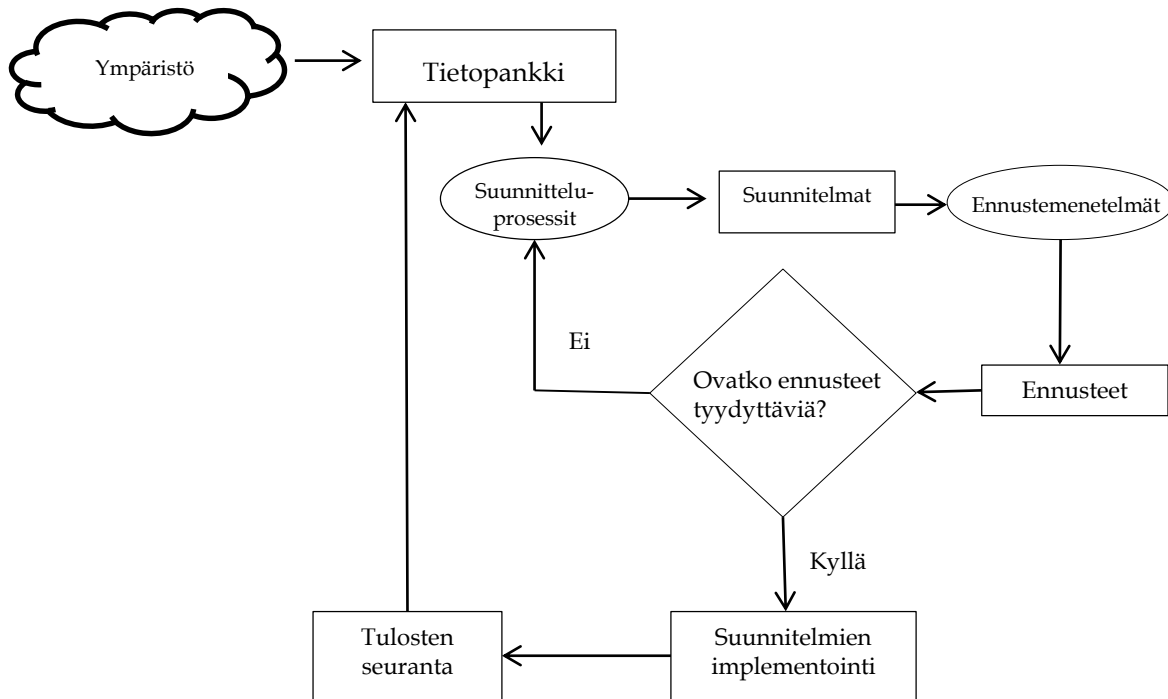 Ympäristö
Tietopankki
Suunnittelu-
prosessit
Suunnitelmat
Ennustemenetelmät
Ei
Ovatko ennusteet
tyydyttäviä?
Ennusteet
Kyllä
Tulosten
seuranta
Suunnitelmien
implementointi